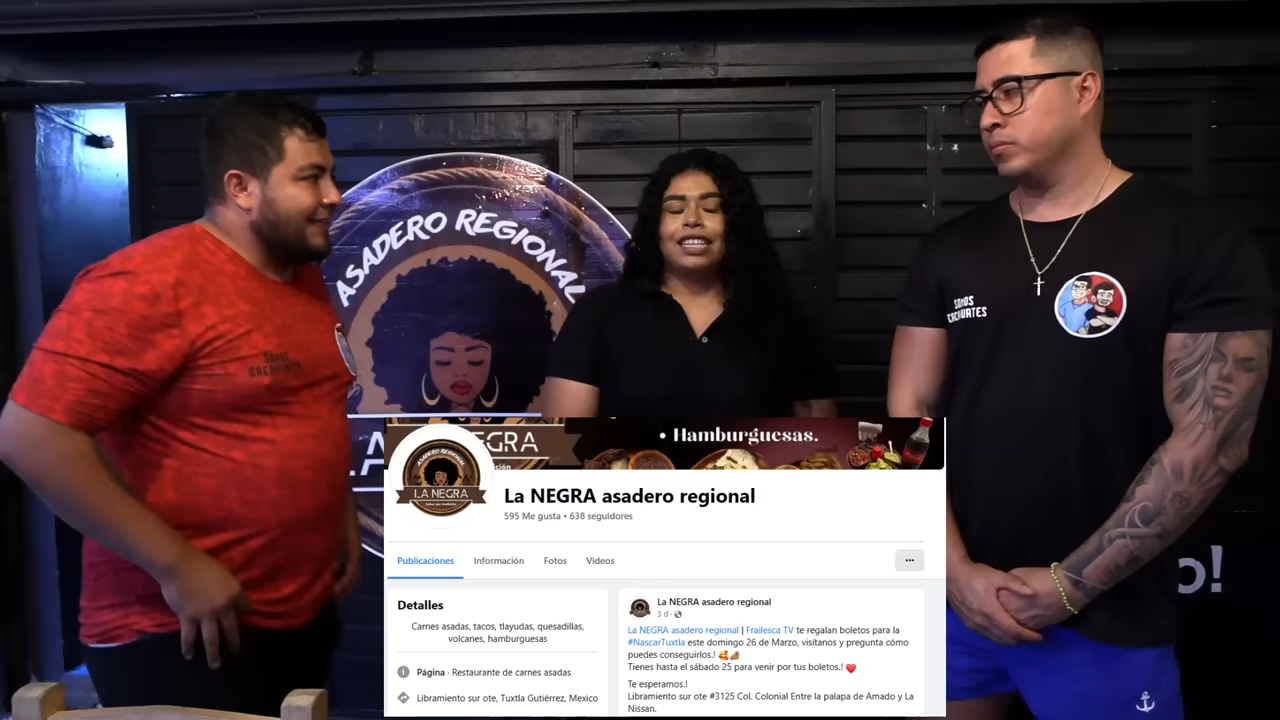 ASADERO REGIONAL
LA
SOMOS
CACAHUATES
SOMOS
CACAHUATES
o!
NEGRA
• Hamburguesas.
ASADERO REGIONAL
LA NEGRA
La NEGRA asadero regional
595 Me gusta • 638 seguidores
Publicaciones Información Fotos Videos
Detalles
Carnes asadas, tacos, tlayudas, quesadillas,
volcanes, hamburguesas
Página · Restaurante de carnes asadas
Libramiento sur ote, Tuxtla Gutiérrez, Mexico
La NEGRA asadero regional
3 d ·
La NEGRA asadero regional | Frailesca TV te regalan boletos para la
#NascarTuxtla este domingo 26 de Marzo, visítanos y pregunta cómo
puedes conseguirlos.! 🥰🎟️
Tienes hasta el sábado 25 para venir por tus boletos.! ❤️
Te esperamos.!
Libramiento sur ote #3125 Col. Colonial Entre la palapa de Amado y La
Nissan.